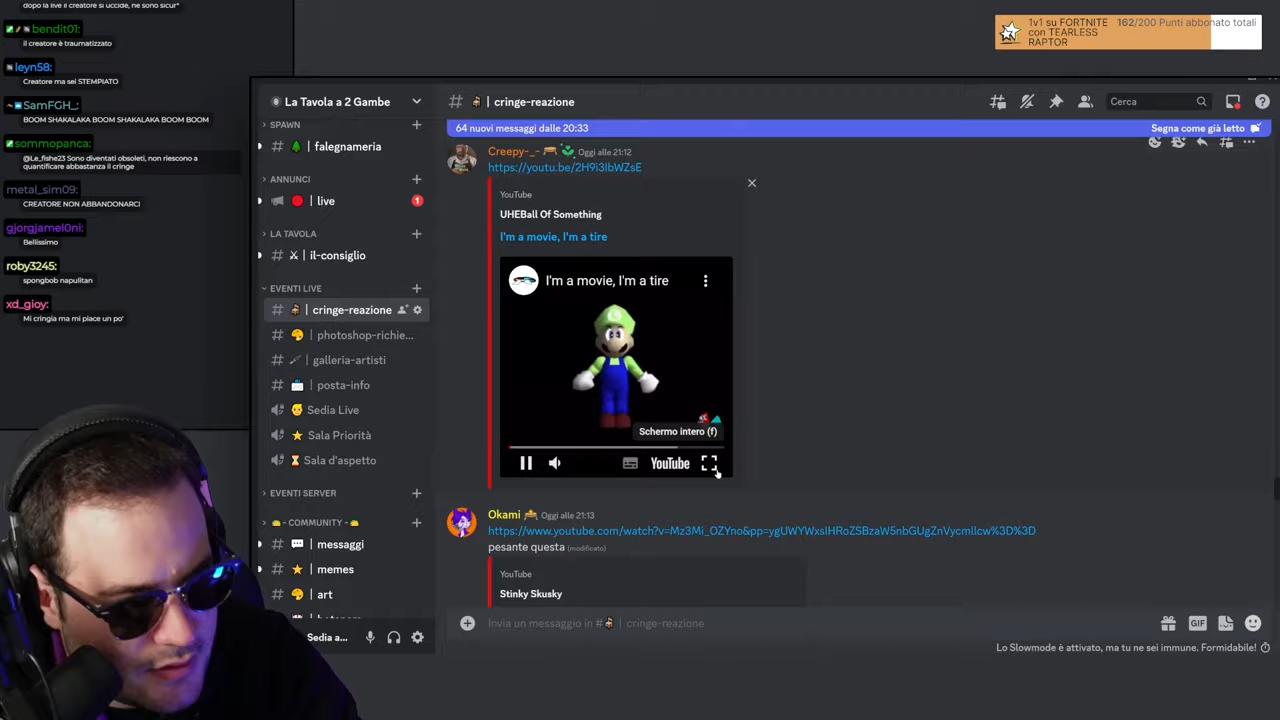 dopo la live il creatore si uccide, ne sono sicur"
bendit01:
il creatore è traumatizzato
leyn58:
Creatore ma sei STEMPIATO
SamFGH_:
BOOM SHAKALAKA BOOM SHAKALAKA BOOM BOOM
sommopanca:
@Le_fishe23 Sono diventati obsoleti, non riescono a
quantificare abbastanza il cringe
metal_sim09:
CREATORE NON ABBANDONARCI
gjorgjamel0ni:
Bellissimo
roby3245:
spongbob napulitan
xd_gioy:
Mi cringia ma mi piace un po'
1v1 su FORTNITE
con TEARLESS
RAPTOR
162/200 Punti abbonato totali
La Tavola a 2 Gambe
SPAWN
| falegnameria
ANNUNCI
| live
1
LA TAVOLA
| il-consiglio
EVENTI LIVE
| cringe-reazione
| photoshop-richie...
| galleria-artisti
| posta-info
Sedia Live
Sala Priorità
Sala d'aspetto
EVENTI SERVER
- COMMUNITY -
| messaggi
| memes
| art
Sedia a...
# | cringe-reazione
Cerca
64 nuovi messaggi dalle 20:33
Segna come già letto
Creepy-_- Oggi alle 21:12
https://youtu.be/2H9i3IbWZsE
YouTube
UHEBall Of Something
I'm a movie, I'm a tire
I'm a movie, I'm a tire
Schermo intero (f)
YouTube
Okami Oggi alle 21:13
https://www.youtube.com/watch?v=Mz3Mi_OZYno&pp=ygUWYWxsIHRoZSBzaW5nbGUgZnVycmllcw%3D%3D
pesante questa (modificato)
YouTube
Stinky Skusky
Invia un messaggio in # | cringe-reazione
GIF
Lo Slowmode è attivato, ma tu ne sei immune. Formidabile!